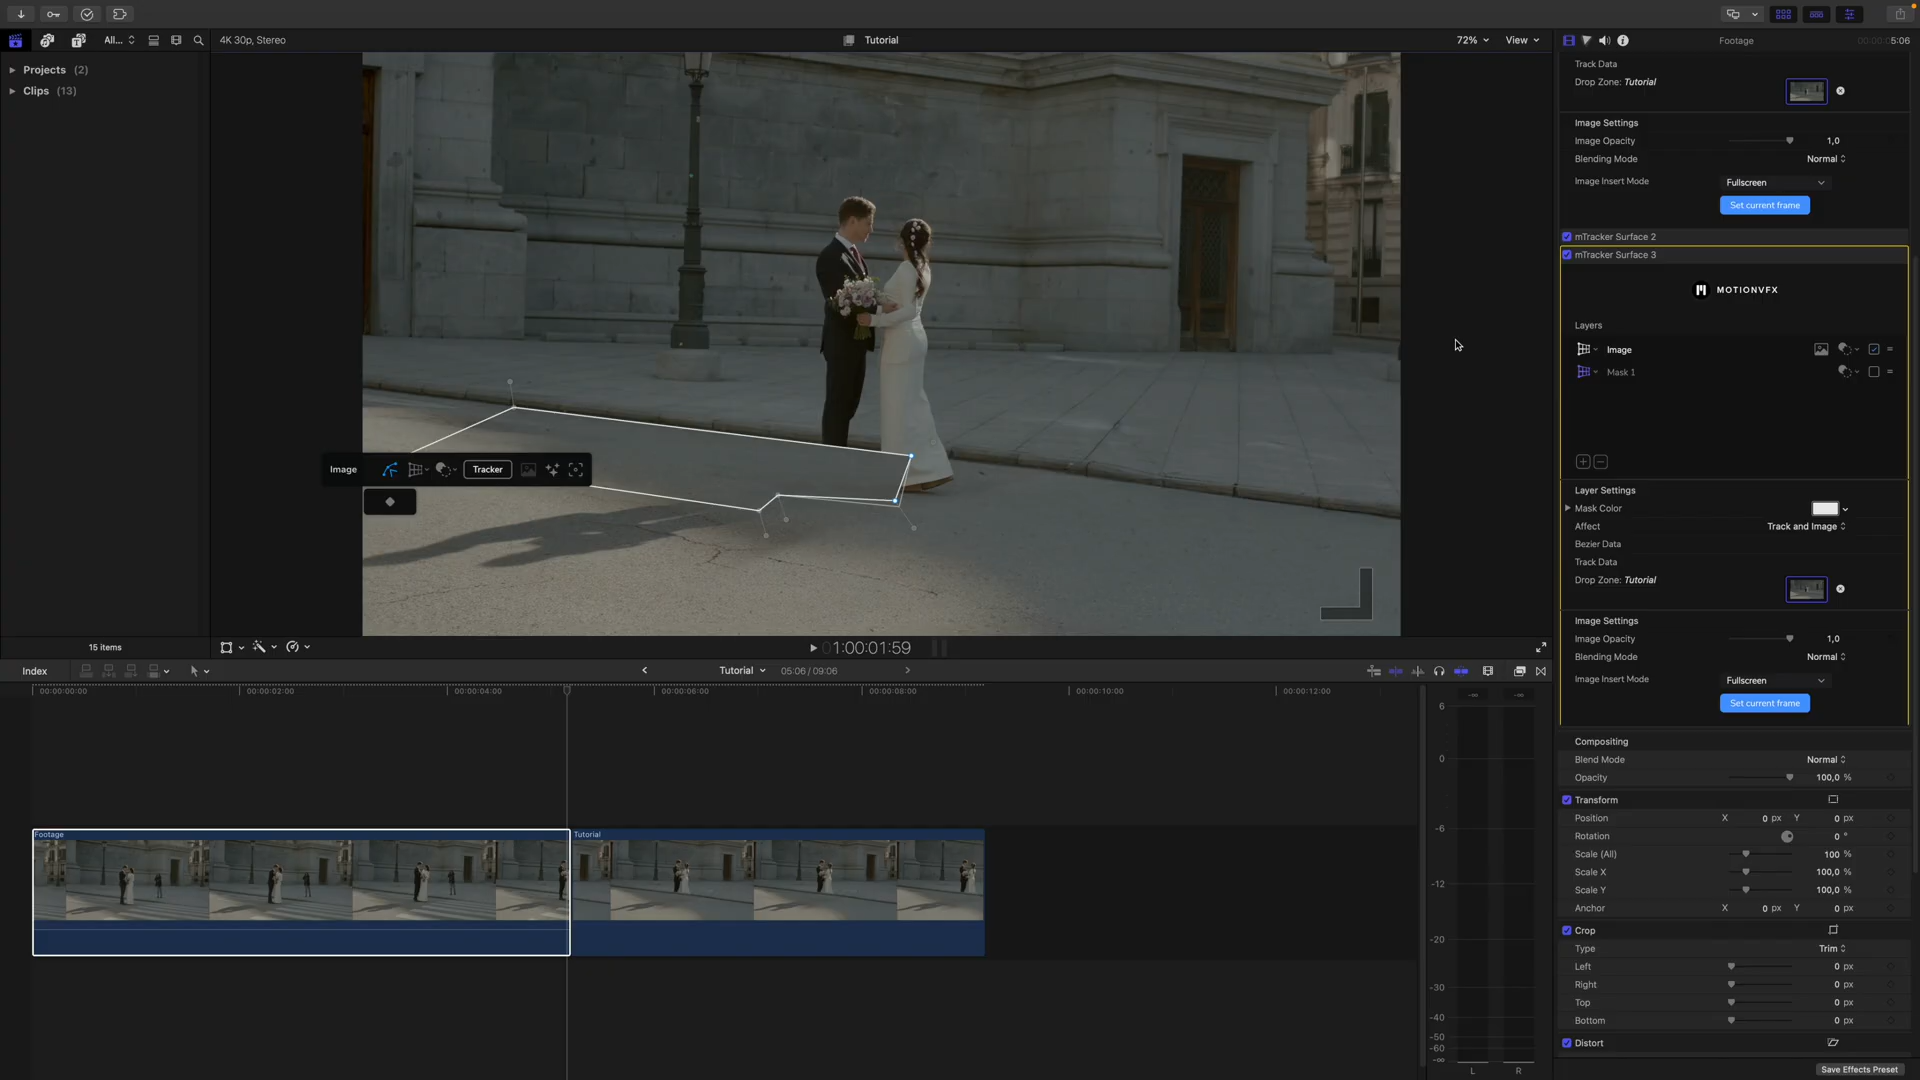 All...
4K 30p, Stereo
Tutorial
72%
View
Footage
00:00:05:06
Projects (2)
Clips (13)
Track Data
Drop Zone: Tutorial
Image Settings
Image Opacity 1,0
Blending Mode Normal
Image Insert Mode Fullscreen
Set current frame
mTracker Surface 2
mTracker Surface 3
MOTIONVFX
Layers
Image
Mask 1
Image Tracker
Layer Settings
Mask Color
Affect Track and Image
Bezier Data
Track Data
Drop Zone: Tutorial
Image Settings
Image Opacity 1,0
Blending Mode Normal
Image Insert Mode Fullscreen
Set current frame
15 items
01:00:01:59
Index
Tutorial
05:06 / 09:06
00:00:00:00 00:00:02:00 00:00:04:00 00:00:06:00 00:00:08:00 00:00:10:00 00:00:12:00
Footage
Tutorial
-∞ -∞
6
0
-6
-12
-20
-30
-40
-50
-60
-∞
L R
Compositing
Blend Mode Normal
Opacity 100,0 %
Transform
Position X 0 px Y 0 px
Rotation 0 °
Scale (All) 100 %
Scale X 100,0 %
Scale Y 100,0 %
Anchor X 0 px Y 0 px
Crop
Type Trim
Left 0 px
Right 0 px
Top 0 px
Bottom 0 px
Distort
Save Effects Preset